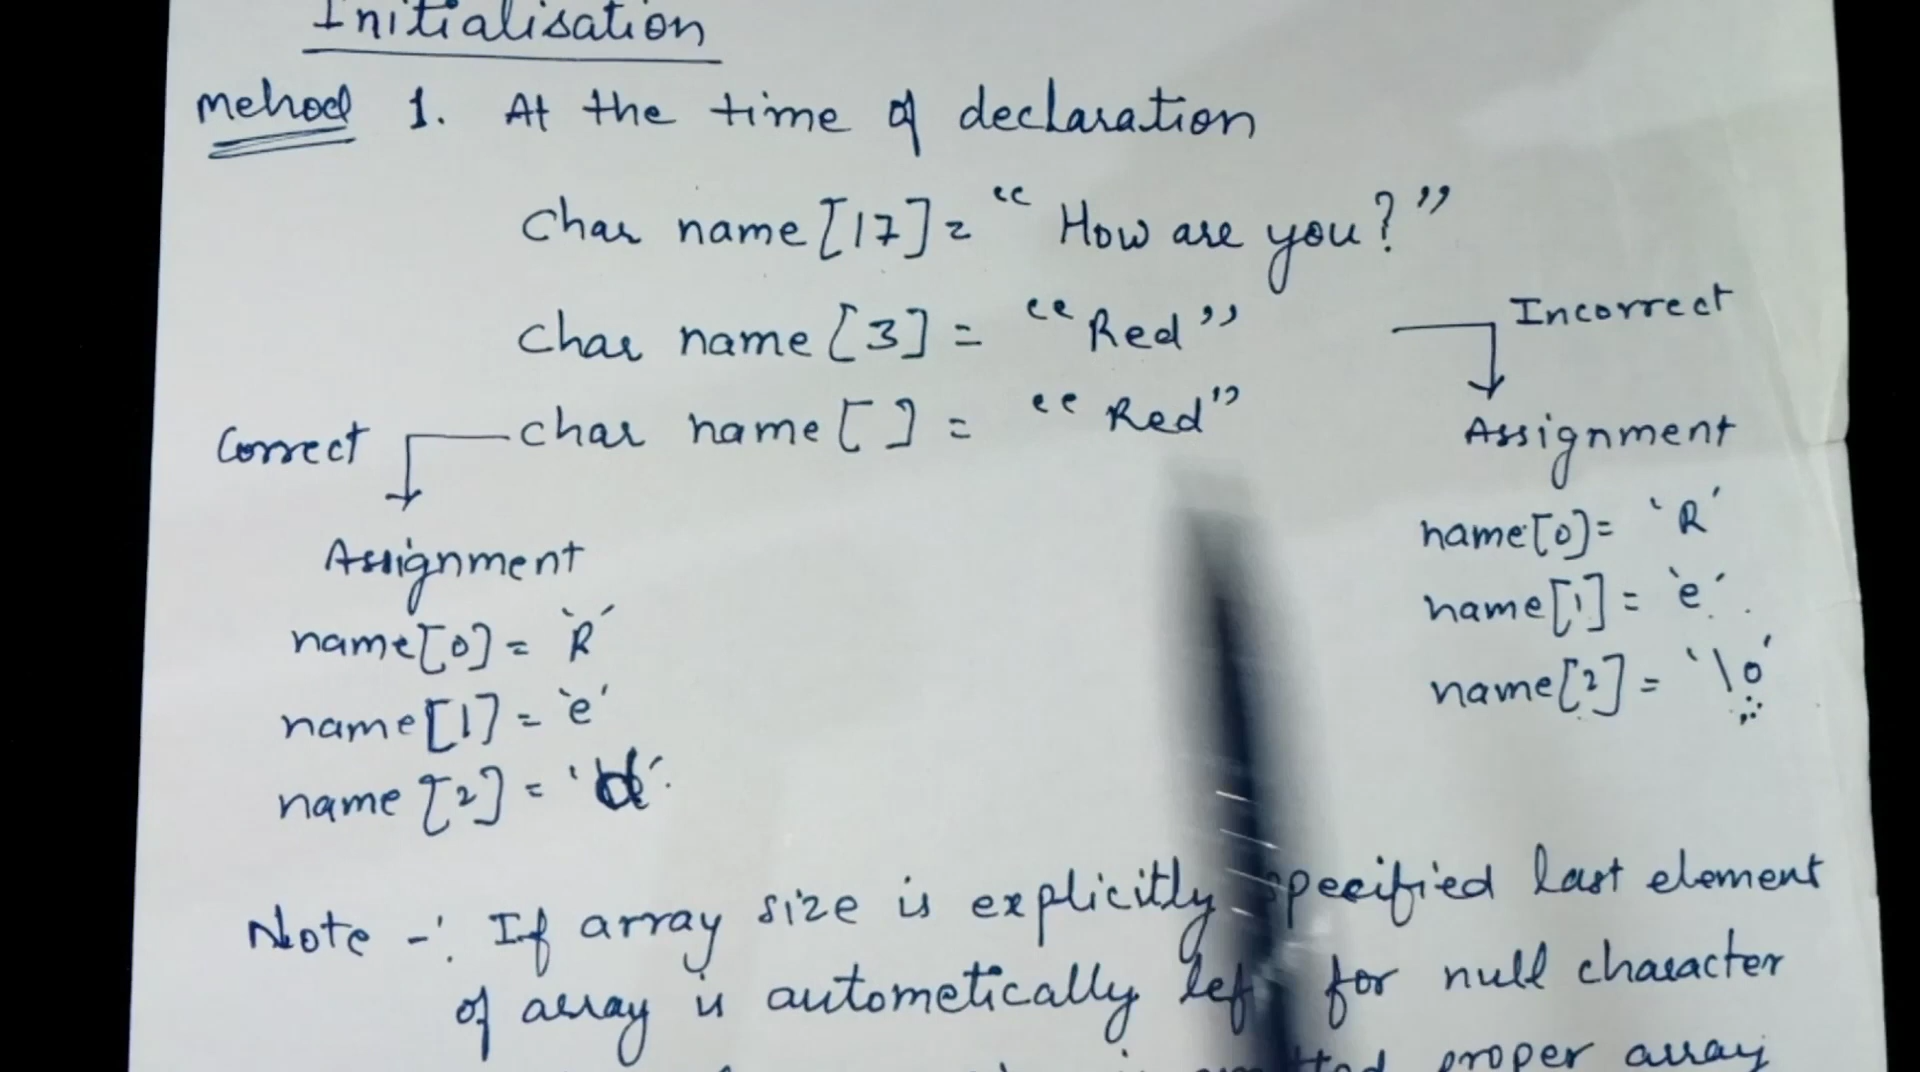 Initialisation
Mehod 1. At the time of declaration
Char name [17] = " How are you? "
Char name [3] = " Red "
Incorrect
Char name [ ] = " Red "
Correct
Assignment
name[0] = 'R'
name[1] = 'e'
name[2] = '\0'
Assignment
name[0] = 'R'
name[1] = 'e'
name [2] = 'd'
Note -: If array size is explicitly specified last element
of array is autometically left for null character
proper array